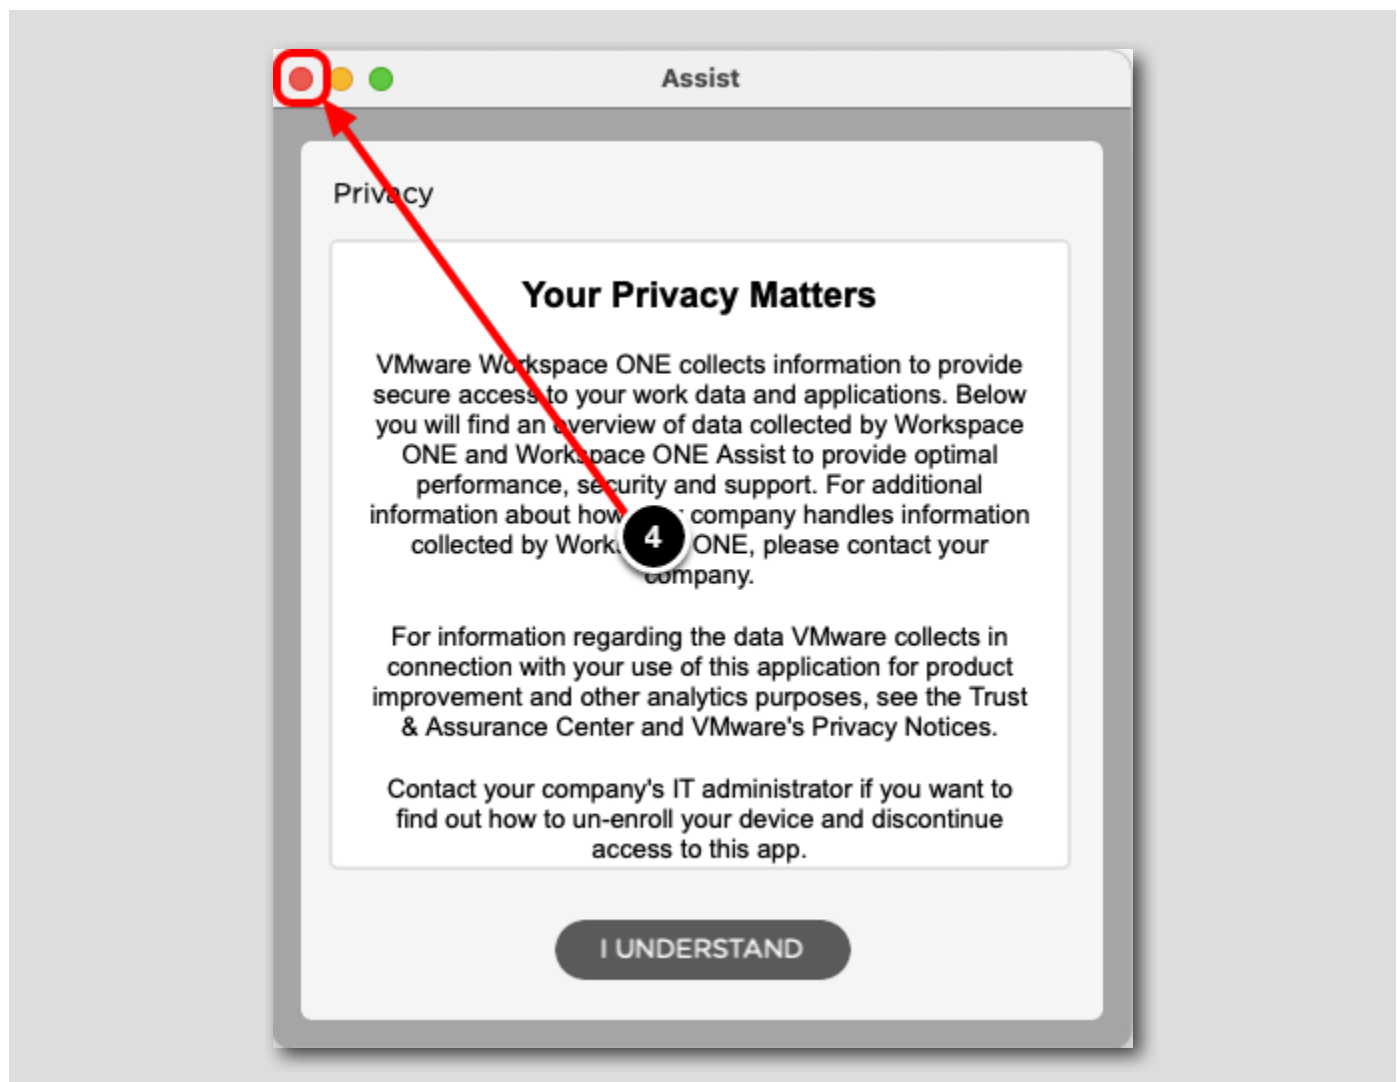 Assist
Privacy
Your Privacy Matters
VMware Workspace ONE collects information to provide
secure access to your work data and applications. Below
you will find an overview of data collected by Workspace
ONE and Workspace ONE Assist to provide optimal
performance, security and support. For additional
information about how company handles information
collected by ONE, please contact your
4
company.
For information regarding the data VMware collects in
connection with your use of this application for product
improvement and other analytics purposes, see the Trust
& Assurance Center and VMware's Privacy Notices.
Contact your company's IT administrator if you want to
find out how to un-enroll your device and discontinue
access to this app.
I UNDERSTAND